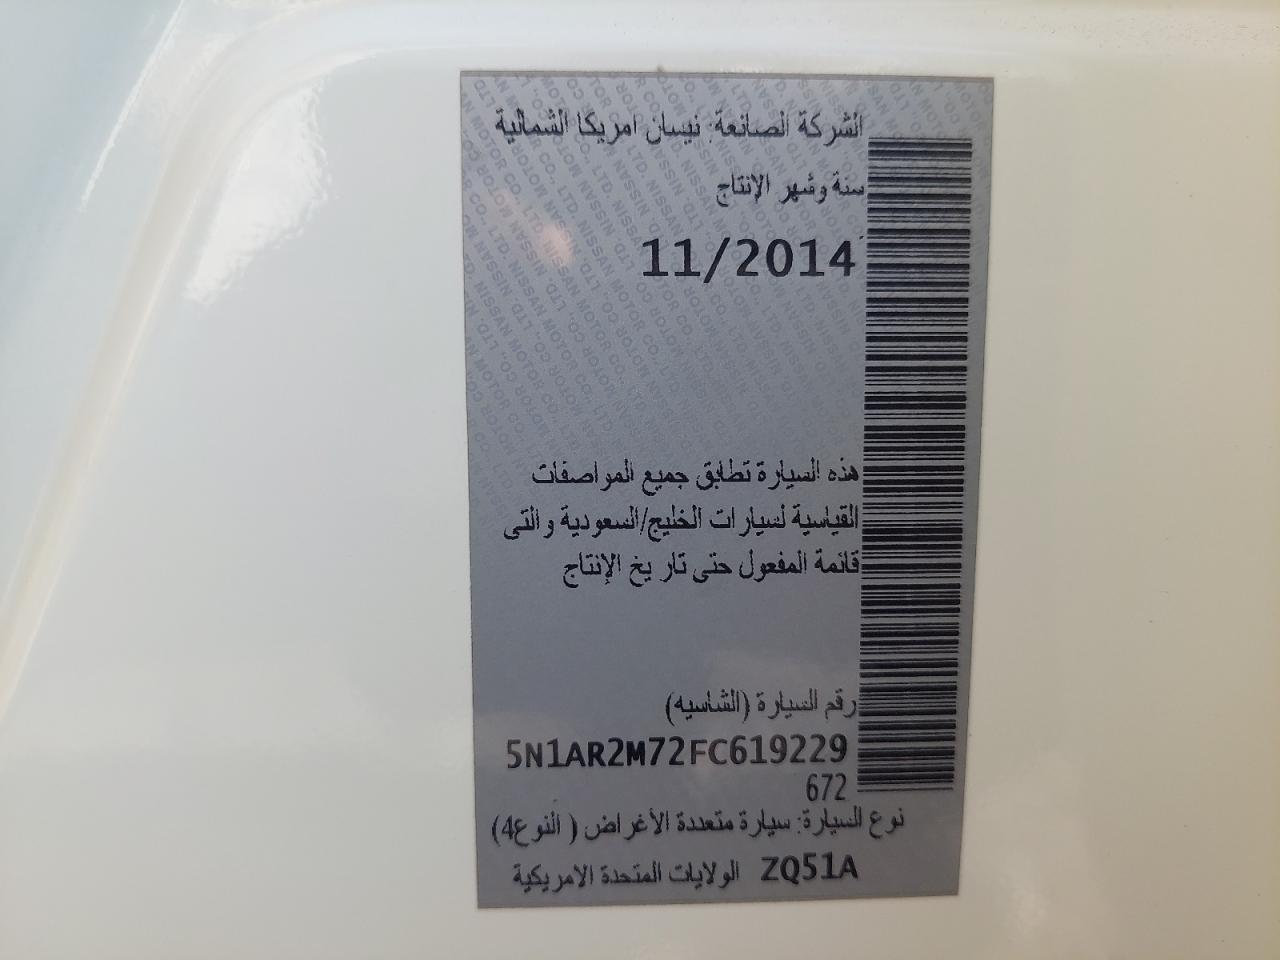 الشركة الصانعة: نيسان امريكا الشمالية
سنة وشهر الإنتاج
11/2014
هذه السيارة تطابق جميع المواصفات
القياسية لسيارات الخليج/السعودية والتى
قائمة المفعول حتى تاريخ الإنتاج
رقم السيارة (الشاسيه)
5N1AR2M72FC619229
672
نوع السيارة: سيارة متعددة الأغراض ( النوع4)
ZQ51A الولايات المتحدة الامريكية